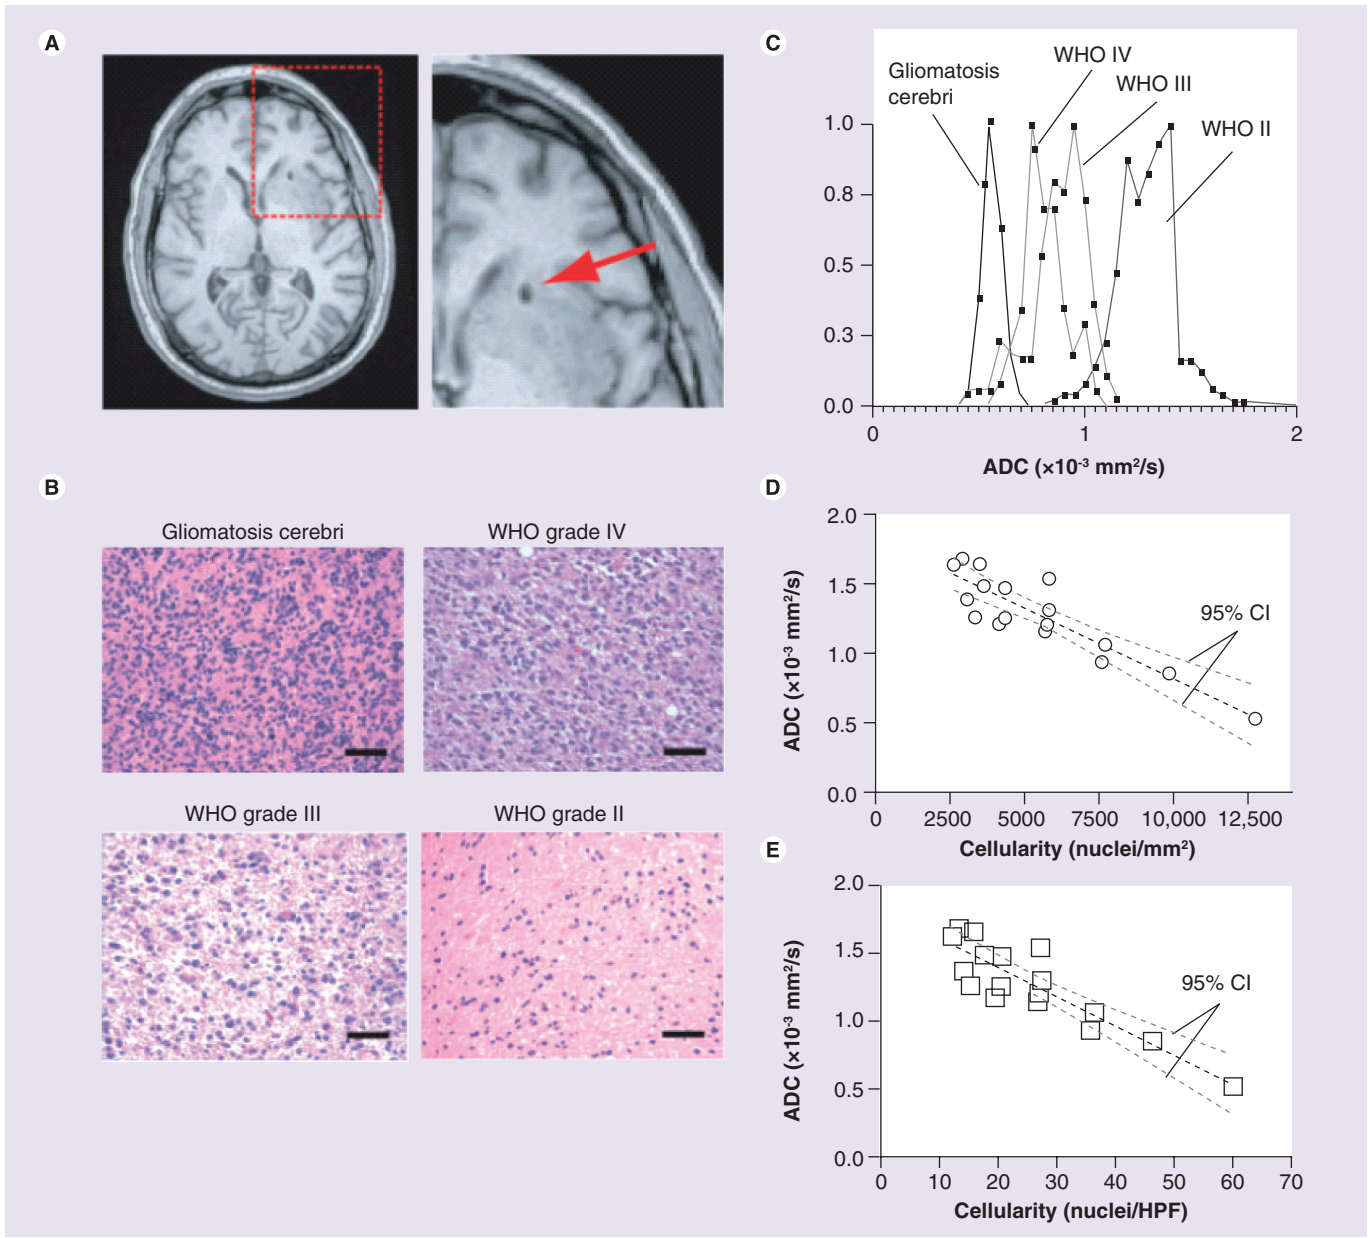 A
B
Gliomatosis cerebri
WHO grade IV
WHO grade III
WHO grade II
C
Gliomatosis
cerebri
WHO IV
WHO III
WHO II
1.0
0.8
0.5
0.3
0.0
0
1
2
ADC (×10⁻³ mm²/s)
D
2.0
1.5
1.0
0.5
0.0
ADC (×10⁻³ mm²/s)
95% CI
0 2500 5000 7500 10,000 12,500
Cellularity (nuclei/mm²)
E
2.0
1.5
1.0
0.5
0.0
ADC (×10⁻³ mm²/s)
95% CI
0 10 20 30 40 50 60 70
Cellularity (nuclei/HPF)